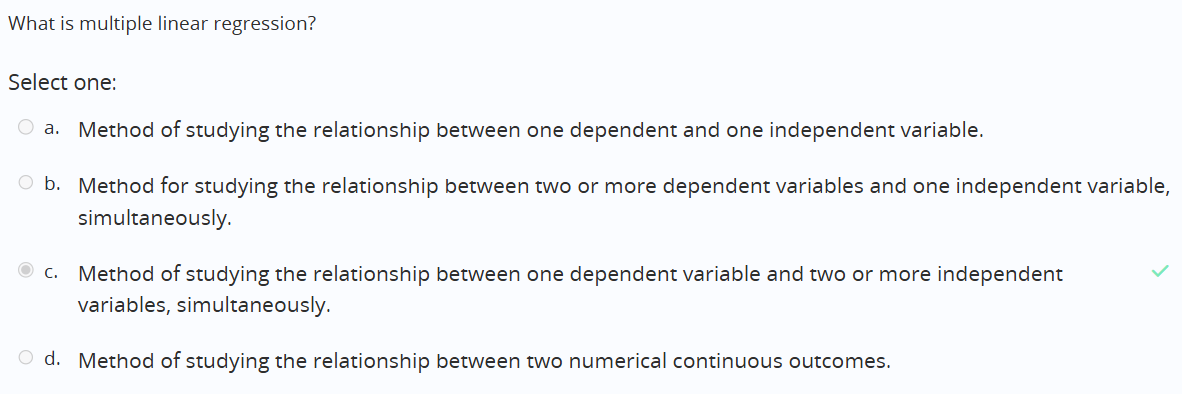 What is multiple linear regression?
Select one:
a. Method of studying the relationship between one dependent and one independent variable.
b. Method for studying the relationship between two or more dependent variables and one independent variable,
simultaneously.
c. Method of studying the relationship between one dependent variable and two or more independent
variables, simultaneously.
d. Method of studying the relationship between two numerical continuous outcomes.